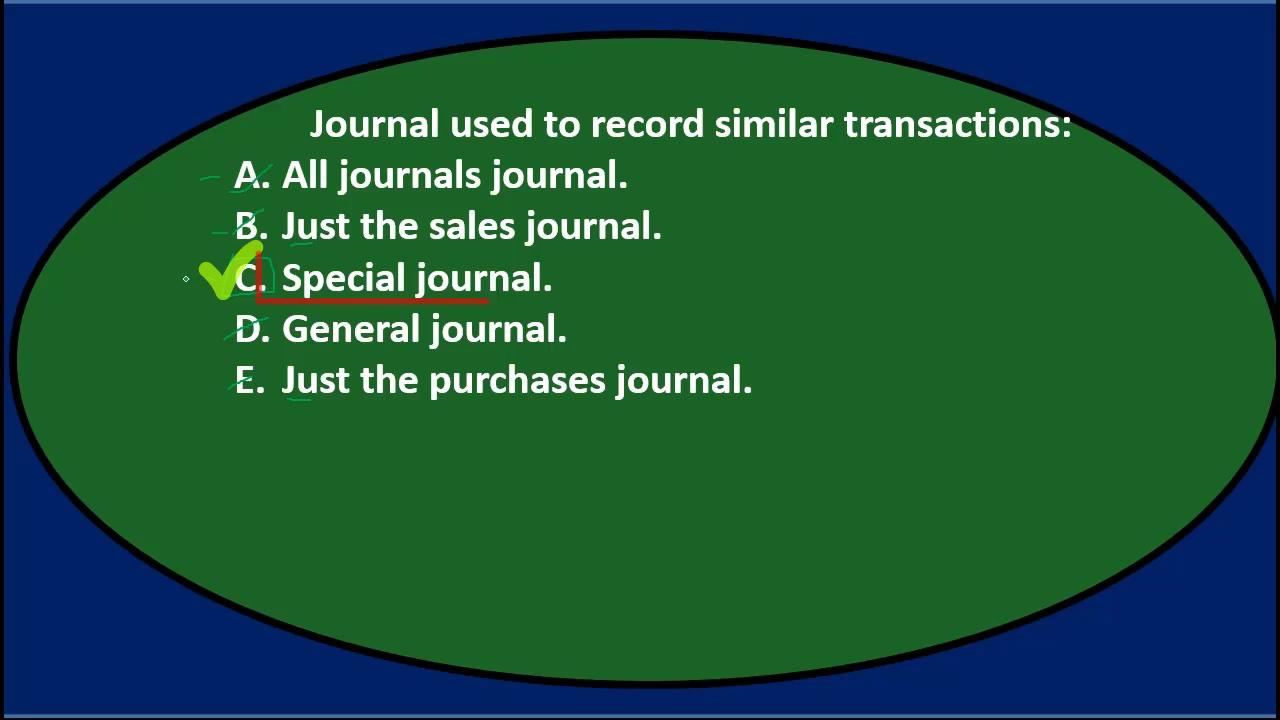 Journal used to record similar transactions:
A. All journals journal.
B. Just the sales journal.
C. Special journal.
D. General journal.
E. Just the purchases journal.